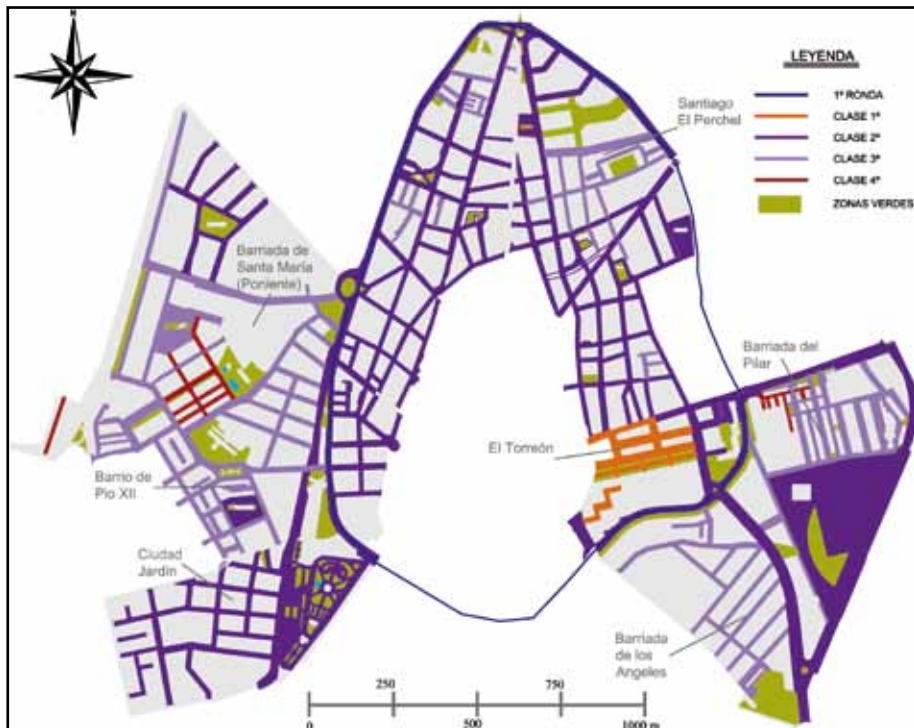 N
LEYENDA
1ª RONDA
CLASE 1ª
CLASE 2ª
CLASE 3ª
CLASE 4ª
ZONAS VERDES
Santiago
El Perchel
Barriada de
Santa María
(Poniente)
Barriada del
Pilar
El Torreón
Barrio de
Pio XII
Ciudad
Jardín
Barriada
de los
Angeles
250
750
0
500
1000 m